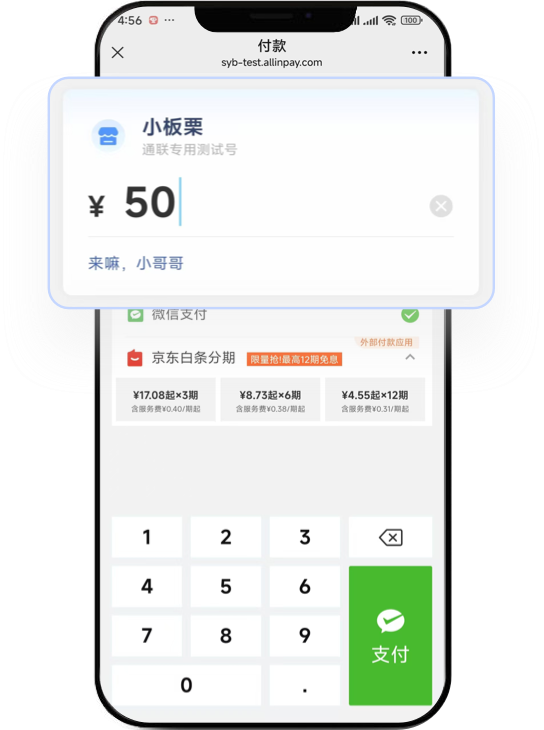 4:56
100
付款
syb-test.allinpay.com
小板栗
通联专用测试号
¥ 50
来嘛，小哥哥
微信支付
外部付款应用
京东白条分期 限量抢!最高12期免息
¥17.08起×3期 ¥8.73起×6期 ¥4.55起×12期
含服务费¥0.40/期起 含服务费¥0.38/期起 含服务费¥0.31/期起
1 2 3
4 5 6
7 8 9
支付
0 .